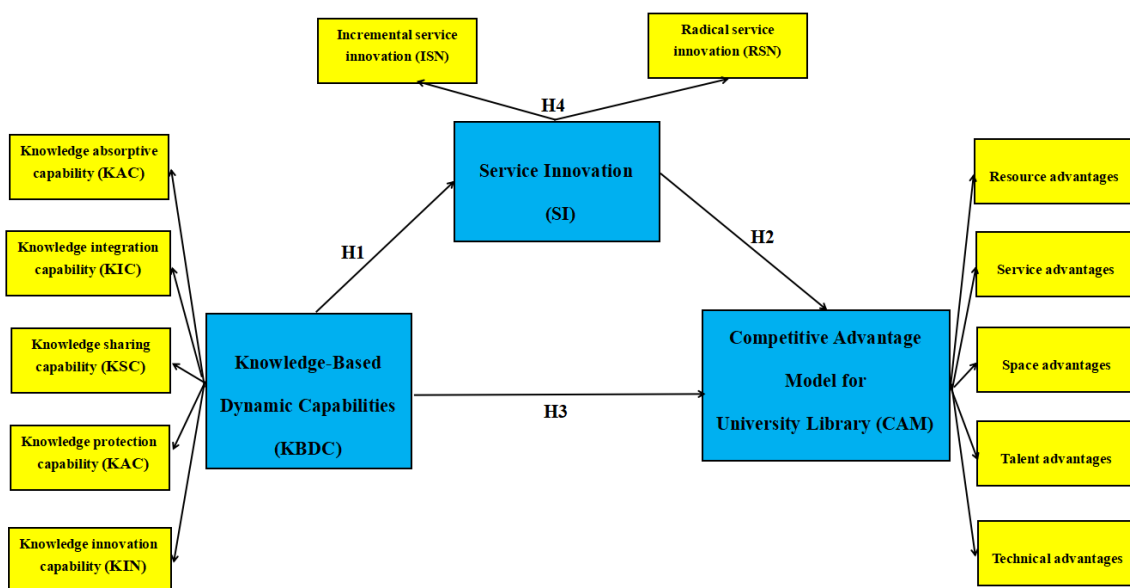 Incremental service
innovation (ISN)
Radical service
innovation (RSN)
H4
Knowledge absorptive
capability (KAC)
Service Innovation
(SI)
Resource advantages
H1
H2
Knowledge integration
capability (KIC)
Service advantages
Knowledge sharing
capability (KSC)
Knowledge-Based
Dynamic Capabilities
(KBDC)
H3
Competitive Advantage
Model for
University Library (CAM)
Space advantages
Knowledge protection
capability (KAC)
Talent advantages
Knowledge innovation
capability (KIN)
Technical advantages